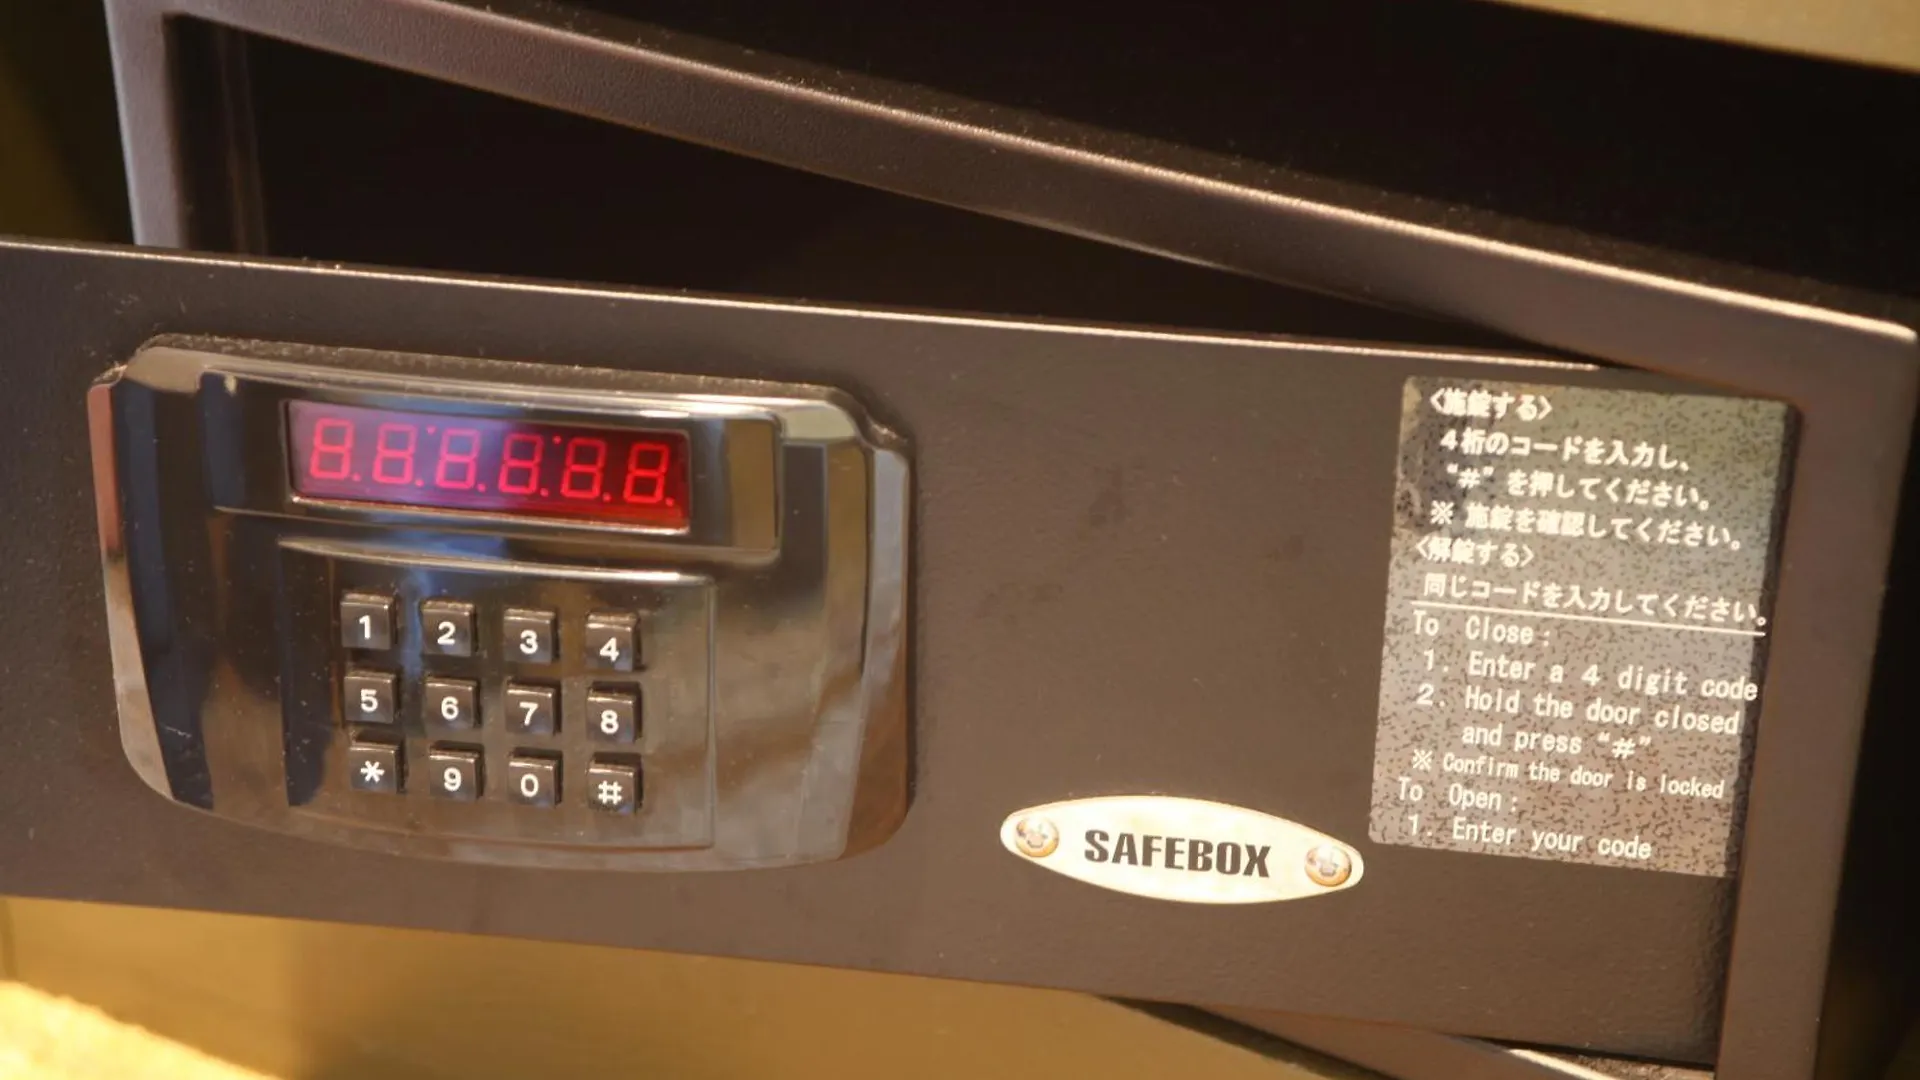 8.8.8.8.8.8.
1 2 3 4
5 6 7 8
* 9 0 #
SAFEBOX
〈施錠する〉
4桁のコードを入力し、
“#”を押してください。
※ 施錠を確認してください。
〈解錠する〉
同じコードを入力してください。
To Close:
1. Enter a 4 digit code
2. Hold the door closed
and press “#”
※ Confirm the door is locked
To Open:
1. Enter your code